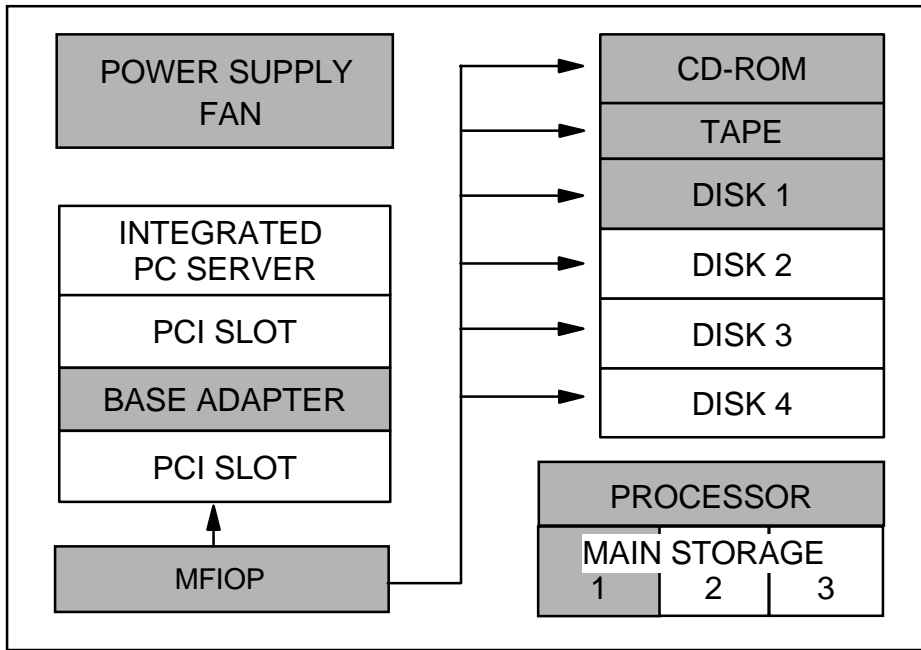 POWER SUPPLY
FAN
INTEGRATED
PC SERVER
PCI SLOT
BASE ADAPTER
PCI SLOT
MFIOP
CD-ROM
TAPE
DISK 1
DISK 2
DISK 3
DISK 4
PROCESSOR
MAIN STORAGE
1 2 3